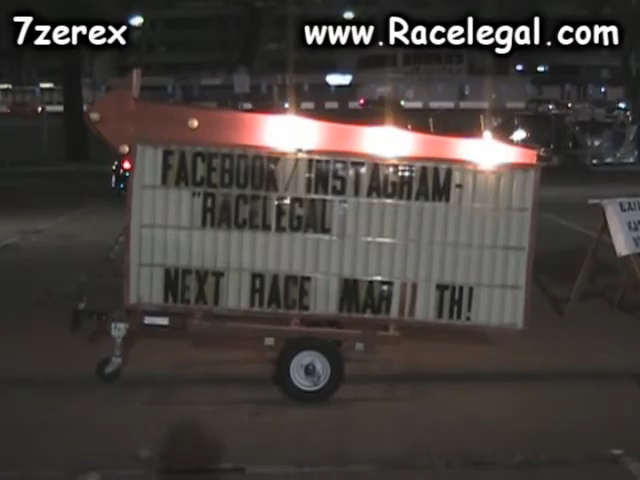 7zerex
www.Racelegal.com
FACEBOOK/INSTAGRAM-
"RACELEGAL"
NEXT RACE MAR 11 TH!